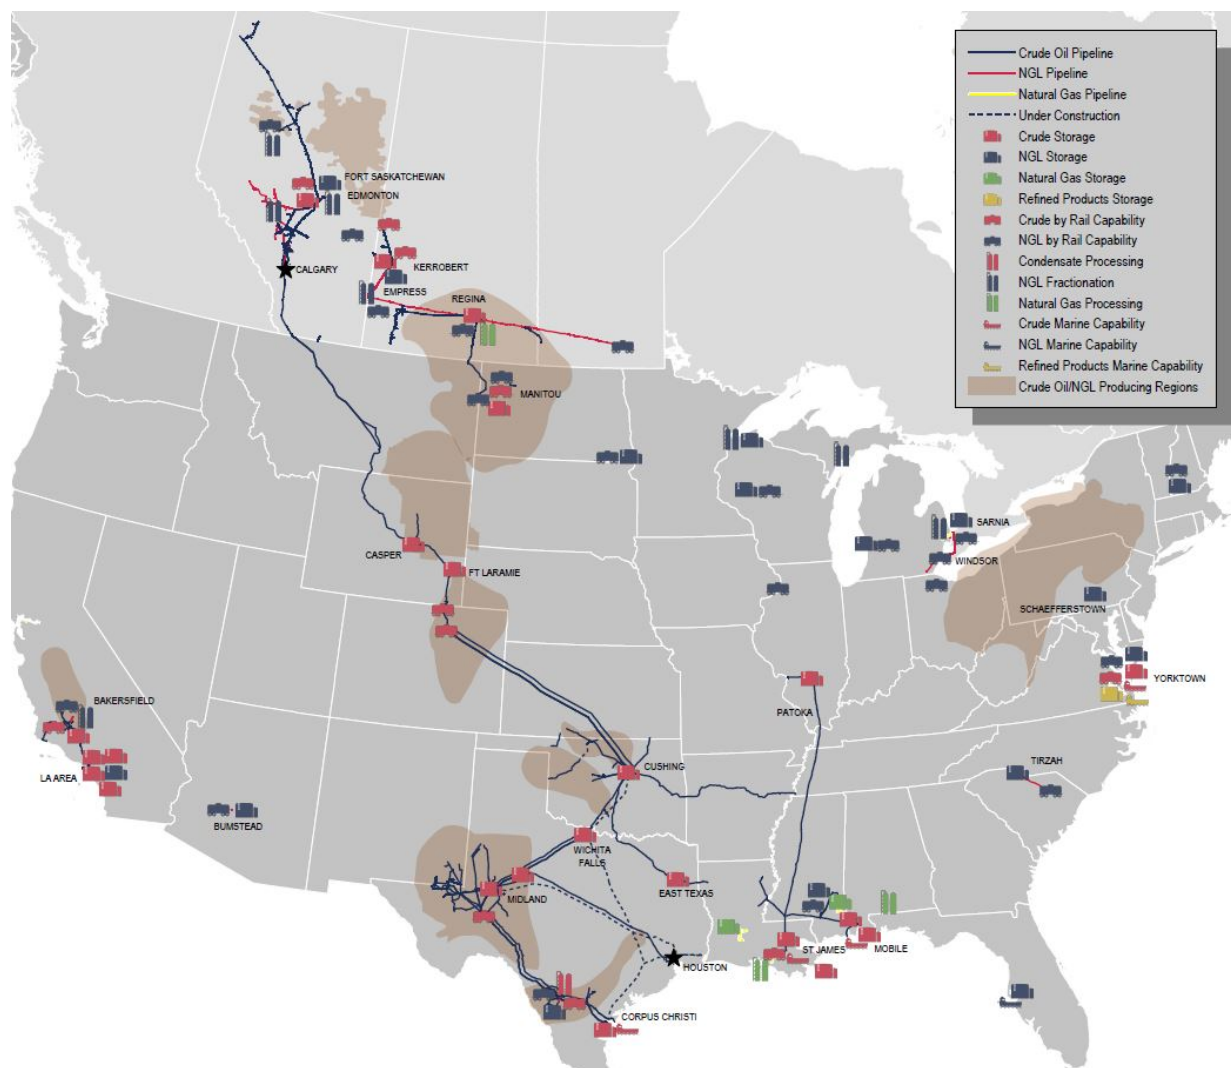 Crude Oil Pipeline
NGL Pipeline
Natural Gas Pipeline
Under Construction
Crude Storage
NGL Storage
Natural Gas Storage
Refined Products Storage
Crude by Rail Capability
NGL by Rail Capability
Condensate Processing
NGL Fractionation
Natural Gas Processing
Crude Marine Capability
NGL Marine Capability
Refined Products Marine Capability
Crude Oil/NGL Producing Regions
FORT SASKATCHEWAN
EDMONTON
CALGARY
KERROBERT
EMPRESS
REGINA
MANITOU
SARNIA
WINDSOR
CASPER
FT LARAMIE
SCHAEFFERSTOWN
YORKTOWN
BAKERSFIELD
PATOKA
LA AREA
CUSHING
TIRZAH
BUMSTEAD
WICHITA
FALLS
EAST TEXAS
MIDLAND
ST JAMES
MOBILE
HOUSTON
CORPUS CHRISTI